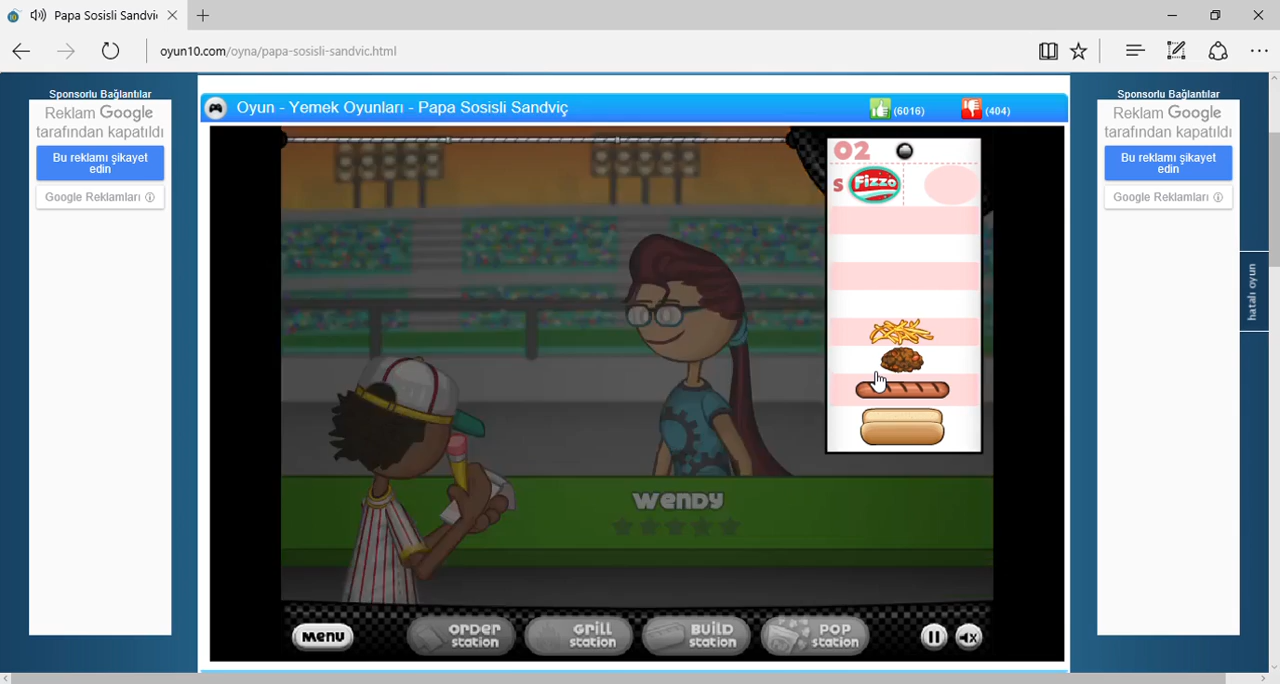 Papa Sosisli Sandvi
oyun10.com/oyna/papa-sosisli-sandvic.html
Sponsorlu Bağlantılar
Reklam Google
tarafından kapatıldı
Bu reklamı şikayet
edin
Google Reklamları
Oyun - Yemek Oyunları - Papa Sosisli Sandviç
(6016)
(404)
02
S Fizzo
WENDY
MENU
ORDER
STATION
GRILL
STATION
BUILD
STATION
POP
STATION
Sponsorlu Bağlantılar
Reklam Google
tarafından kapatıldı
Bu reklamı şikayet
edin
Google Reklamları
hatalı oyun